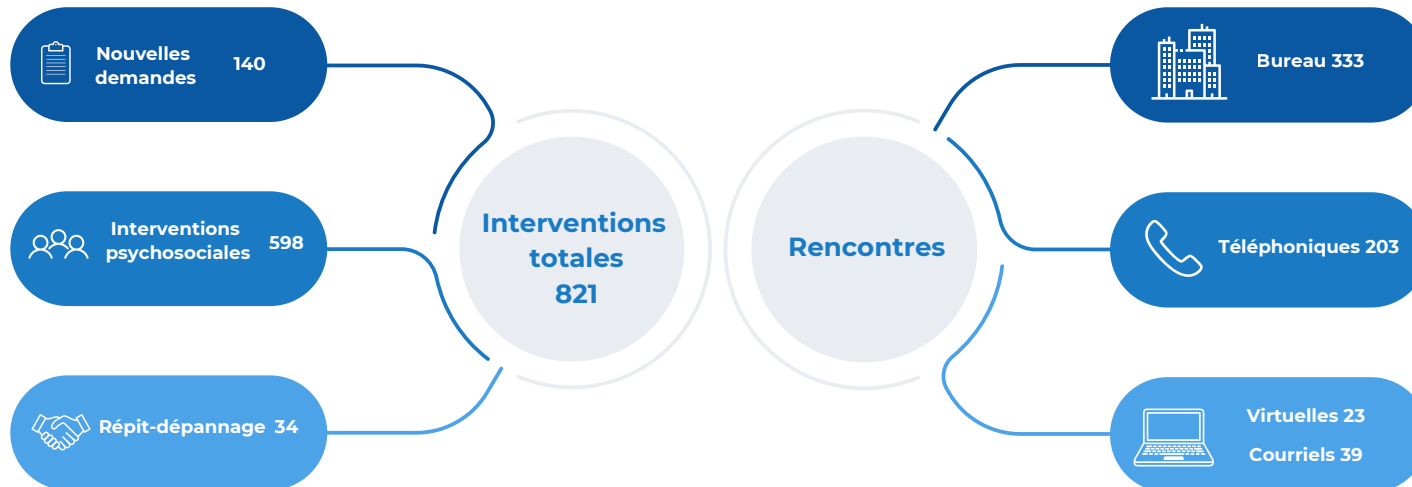 Nouvelles
demandes
140
Interventions
psychosociales
598
Répit-dépannage 34
Interventions
totales
821
Rencontres
Bureau 333
Téléphoniques 203
Virtuelles 23
Courriels 39